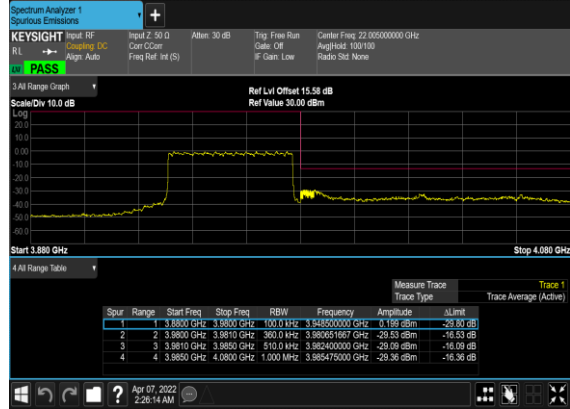 Spectrum Analyzer 1
Spurious Emissions
+
KEYSIGHT Input: RF Input Z: 50 Ω Atten: 30 dB Trig: Free Run Center Freq: 22.005000000 GHz
RL Coupling: DC Corr CCorr Gate: Off Avg|Hold: 100/100
Align: Auto Freq Ref: Int (S) IF Gain: Low Radio Std: None
PASS
3 All Range Graph
Ref Lvl Offset 15.58 dB
Scale/Div 10.0 dB Ref Value 30.00 dBm
Log
20.0
10.0
0.00
-10.0
-20.0
-30.0
-40.0
-50.0
-60.0
Start 3.880 GHz Stop 4.080 GHz
4 All Range Table
Measure Trace Trace 1
Trace Type Trace Average (Active)
Spur Range Start Freq Stop Freq RBW Frequency Amplitude ΔLimit
1 1 3.8800 GHz 3.9800 GHz 100.0 kHz 3.948500000 GHz 0.199 dBm -29.80 dB
2 2 3.9800 GHz 3.9810 GHz 360.0 kHz 3.980651667 GHz -29.53 dBm -16.53 dB
3 3 3.9810 GHz 3.9850 GHz 510.0 kHz 3.982400000 GHz -29.09 dBm -16.09 dB
4 4 3.9850 GHz 4.0800 GHz 1.000 MHz 3.985475000 GHz -29.36 dBm -16.36 dB
? Apr 07, 2022
2:26:14 AM